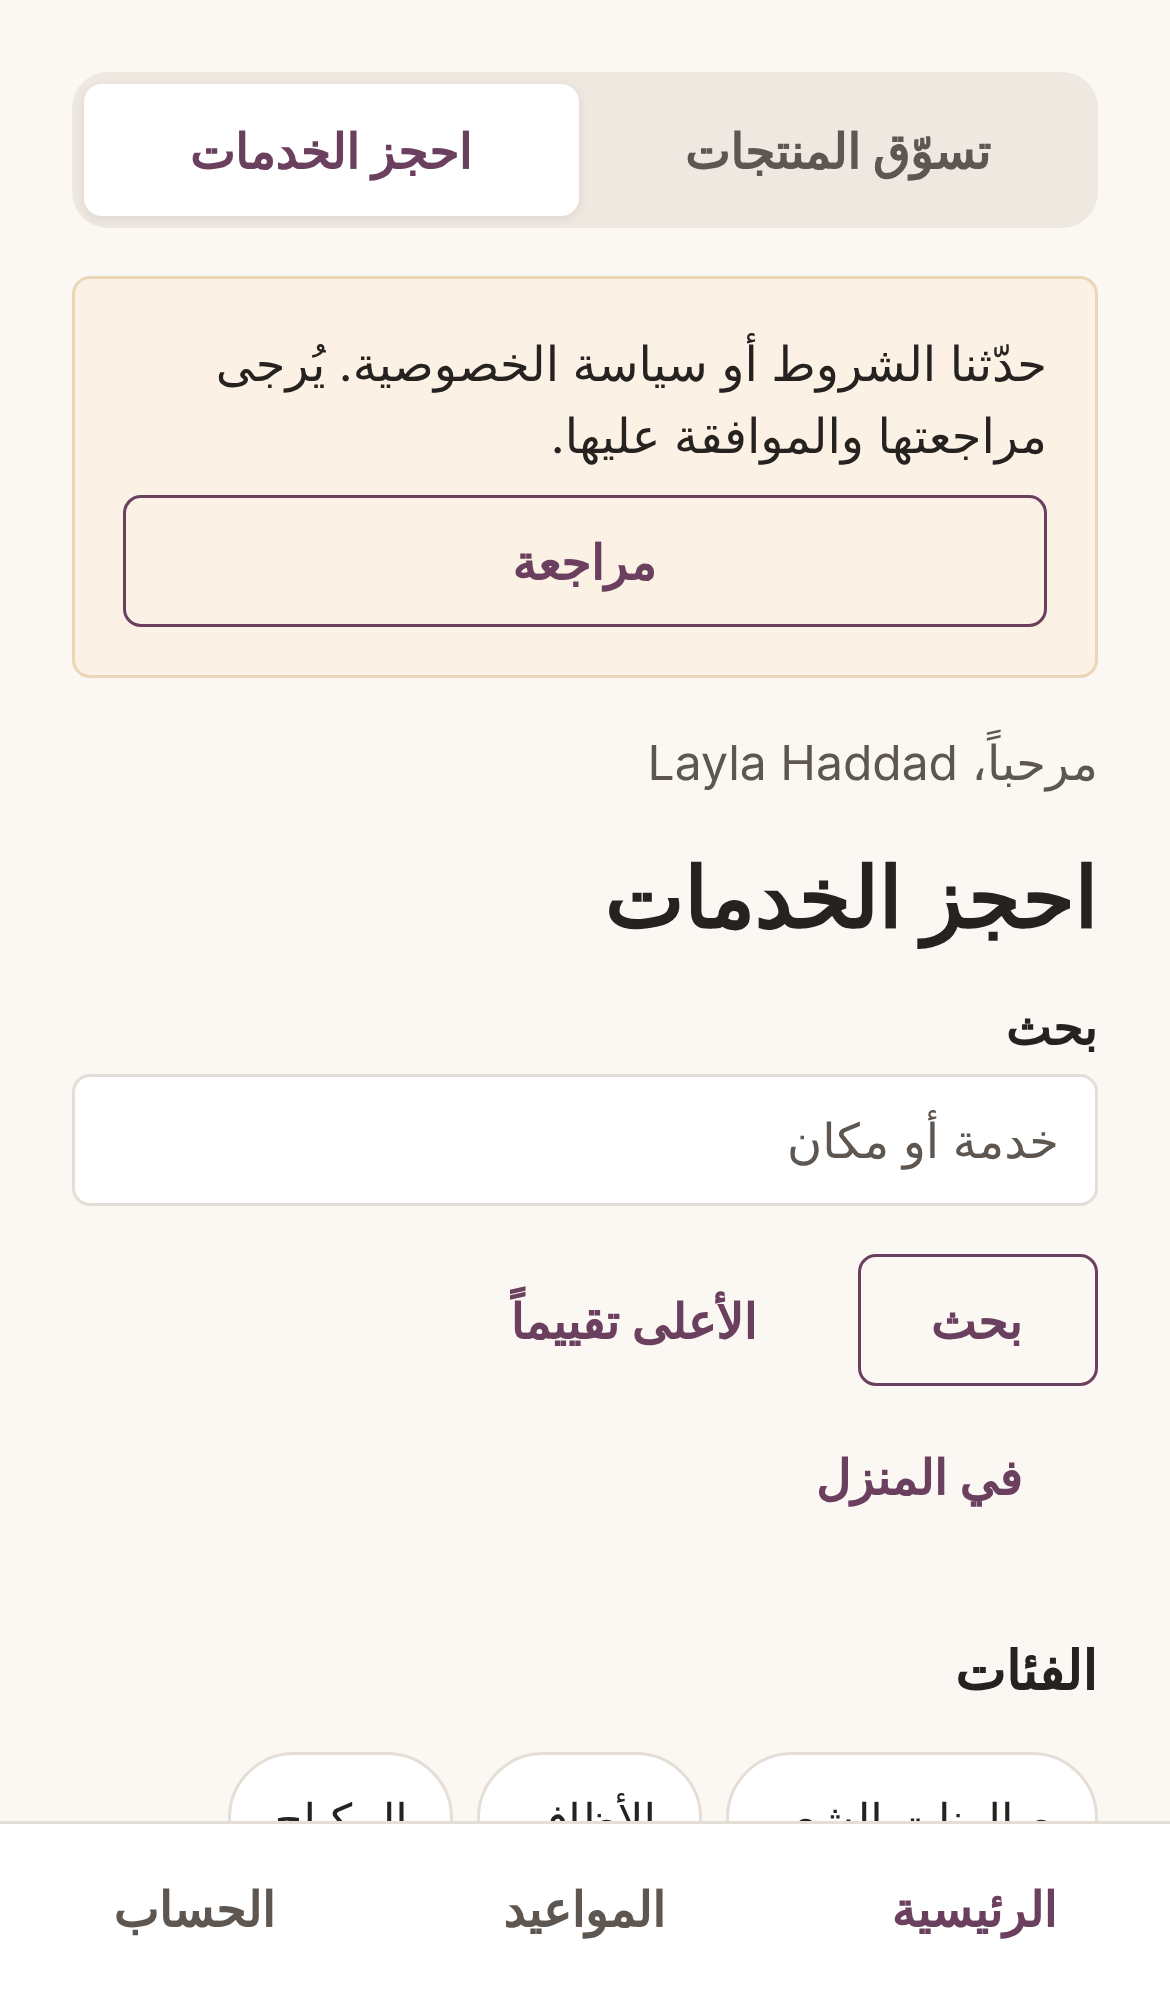 تسوّق المنتجات
احجز الخدمات
حدّثنا الشروط أو سياسة الخصوصية. يُرجى
مراجعتها والموافقة عليها.
مراجعة
مرحباً، Layla Haddad
احجز الخدمات
بحث
خدمة أو مكان
بحث
الأعلى تقييماً
في المنزل
الفئات
الرئيسية
المواعيد
الحساب